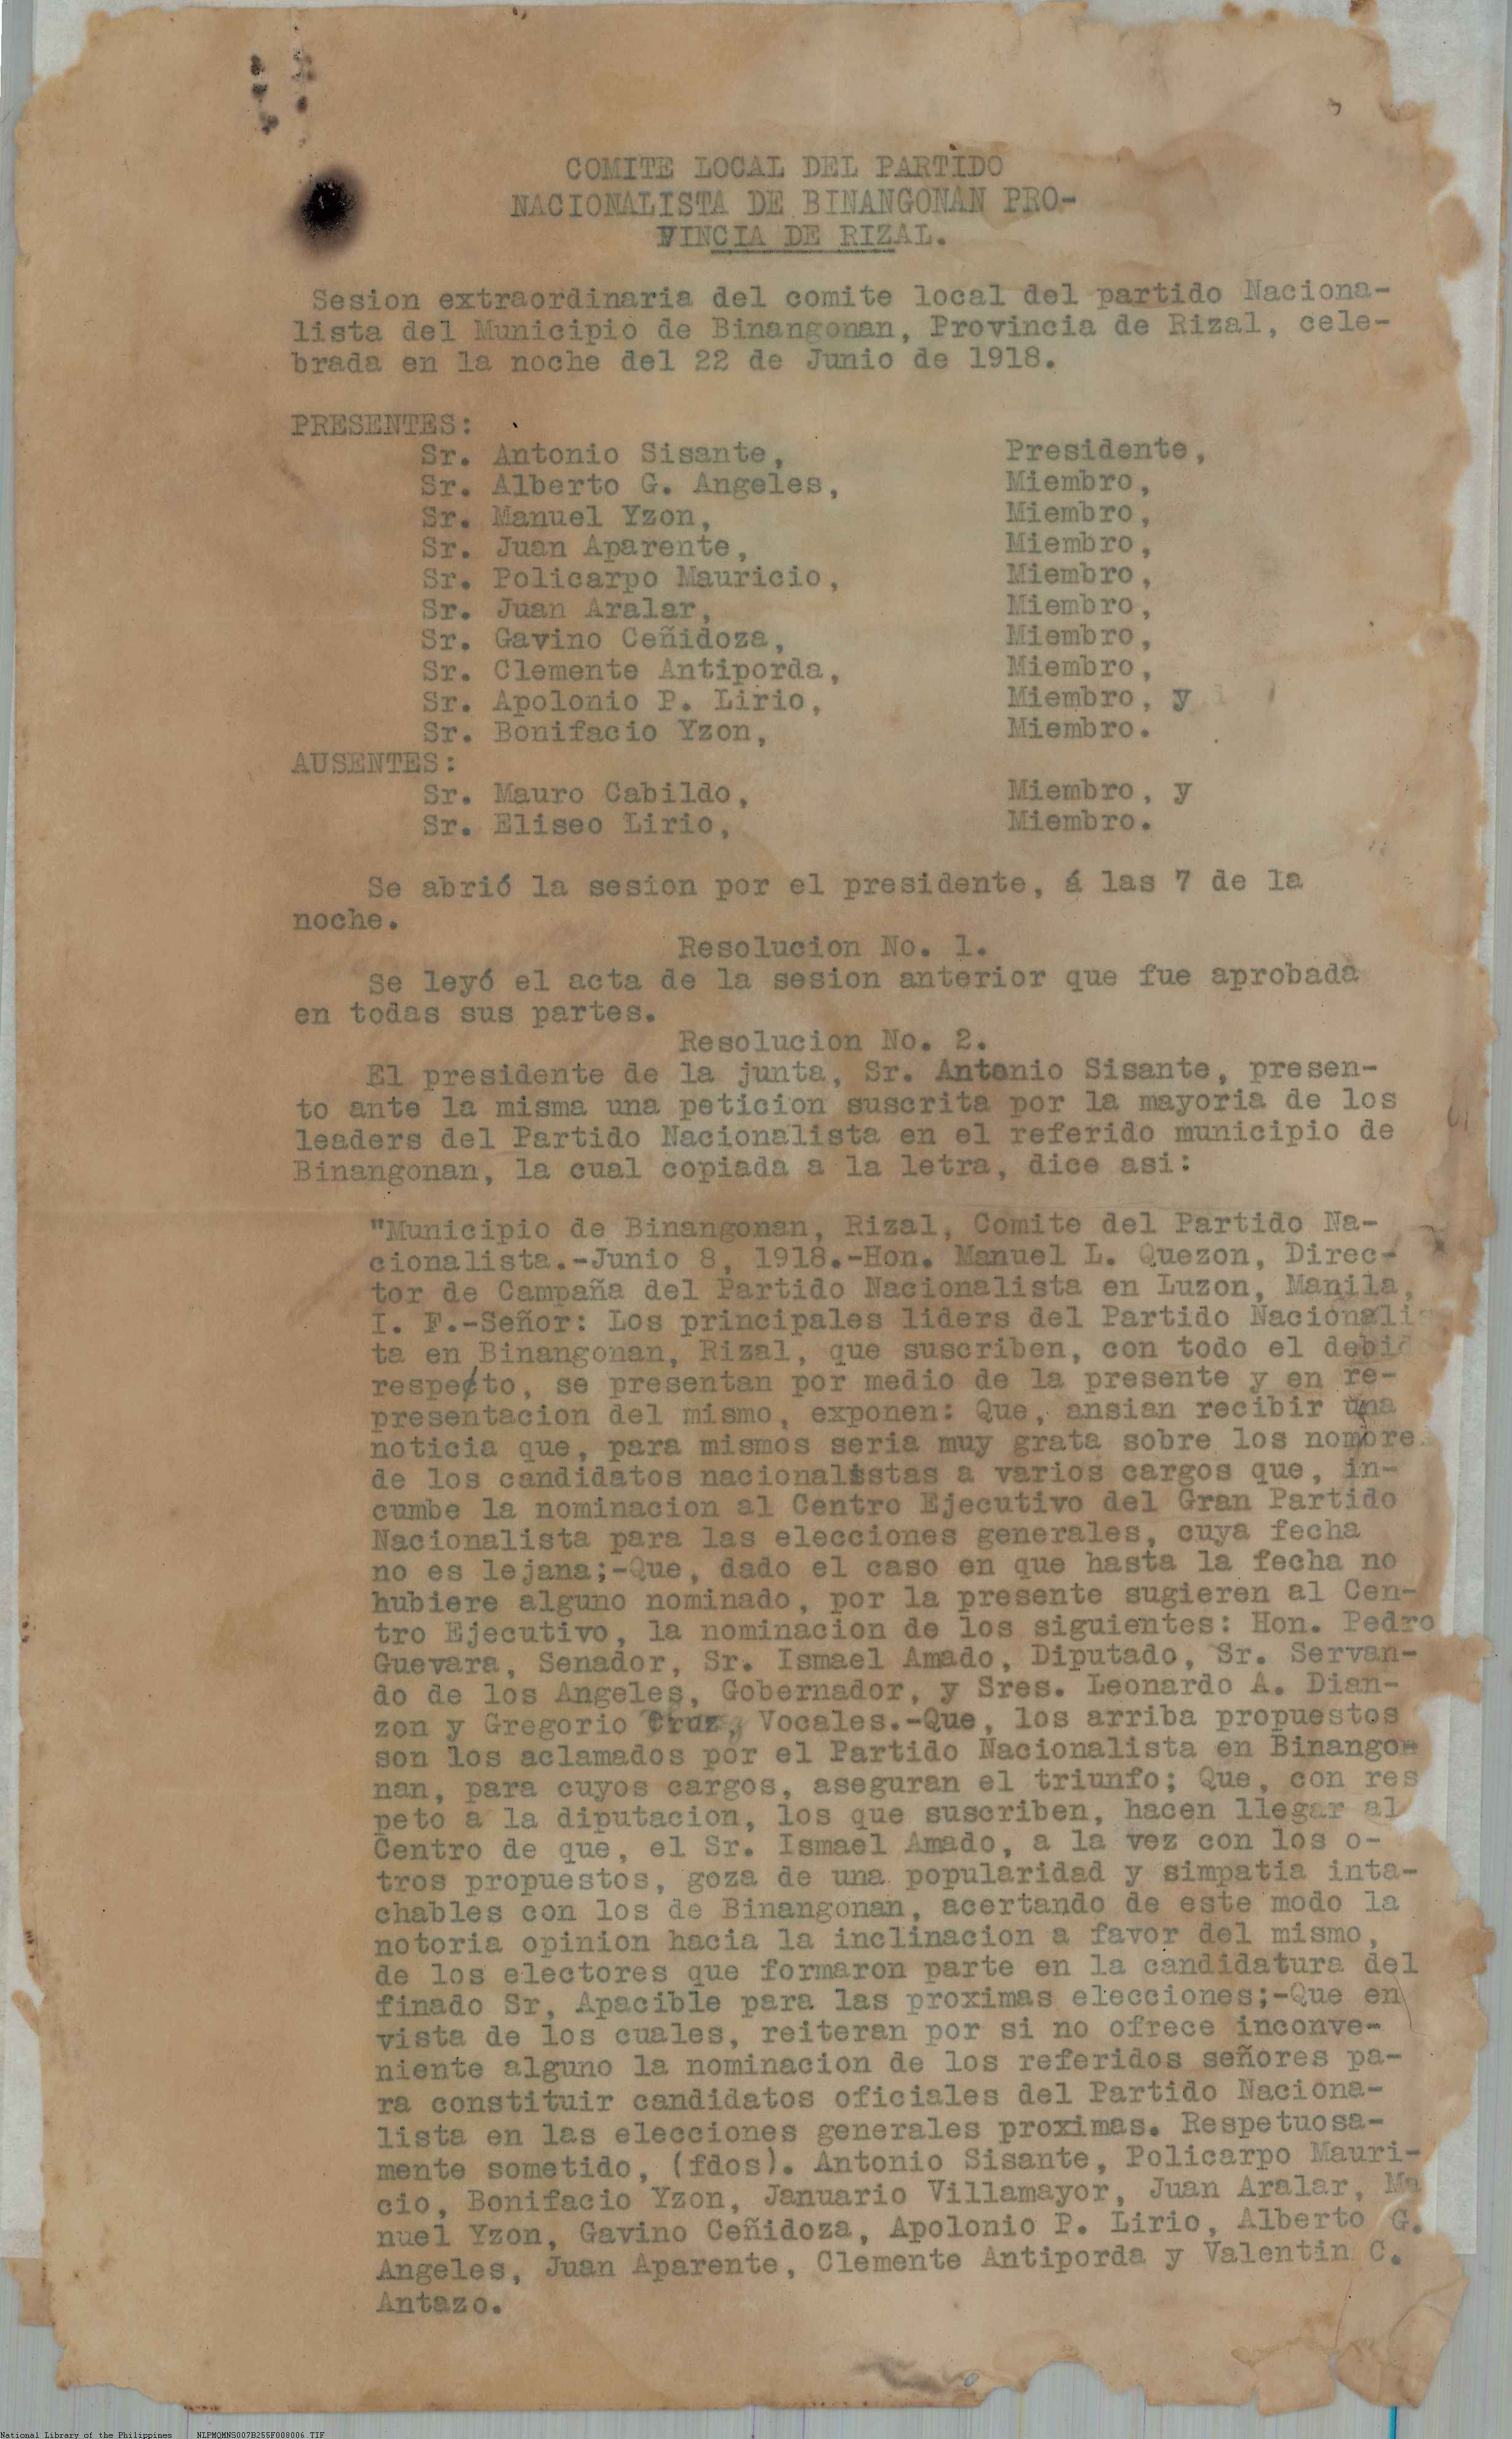 COMITE LOCAL DEL PARTIDO
NACIONALISTA DE BINANGONAN PRO-
VINCIA DE RIZAL.
Sesion extraordinaria del comite local del partido Naciona-
lista del Municipio de Binangonan, Provincia de Rizal, cele-
brada en la noche del 22 de Junio de 1918.
PRESENTES:
Sr. Antonio Sisante, Presidente,
Sr. Alberto G. Angeles, Miembro,
Sr. Manuel Yzon, Miembro,
Sr. Juan Aparente, Miembro,
Sr. Policarpo Mauricio, Miembro,
Sr. Juan Aralar, Miembro,
Sr. Gavino Ceñidoza, Miembro,
Sr. Clemente Antiporda, Miembro,
Sr. Apolonio P. Lirio, Miembro, y
Sr. Bonifacio Yzon, Miembro.
AUSENTES:
Sr. Mauro Cabildo, Miembro, y
Sr. Eliseo Lirio, Miembro.
Se abrió la sesion por el presidente, á las 7 de la
noche.
Resolucion No. 1.
Se leyó el acta de la sesion anterior que fue aprobada
en todas sus partes.
Resolucion No. 2.
El presidente de la junta, Sr. Antonio Sisante, presen-
to ante la misma una peticion suscrita por la mayoria de los
leaders del Partido Nacionalista en el referido municipio de
Binangonan, la cual copiada a la letra, dice asi:
"Municipio de Binangonan, Rizal, Comite del Partido Na-
cionalista.-Junio 8, 1918.-Hon. Manuel L. Quezon, Direc-
tor de Campaña del Partido Nacionalista en Luzon, Manila,
I. F.-Señor: Los principales liders del Partido Nacionalis
ta en Binangonan, Rizal, que suscriben, con todo el debido
respecto, se presentan por medio de la presente y en re-
presentacion del mismo, exponen: Que, ansian recibir una
noticia que, para mismos seria muy grata sobre los nombre
de los candidatos nacionalistas a varios cargos que, in-
cumbe la nominacion al Centro Ejecutivo del Gran Partido
Nacionalista para las elecciones generales, cuya fecha
no es lejana;-Que, dado el caso en que hasta la fecha no
hubiere alguno nominado, por la presente sugieren al Cen-
tro Ejecutivo, la nominacion de los siguientes: Hon. Pedro
Guevara, Senador, Sr. Ismael Amado, Diputado, Sr. Servan-
do de los Angeles, Gobernador, y Sres. Leonardo A. Dian-
zon y Gregorio Cruz, Vocales.-Que, los arriba propuestos
son los aclamados por el Partido Nacionalista en Binango-
nan, para cuyos cargos, aseguran el triunfo; Que, con res
peto a la diputacion, los que suscriben, hacen llegar al
Centro de que, el Sr. Ismael Amado, a la vez con los o-
tros propuestos, goza de una popularidad y simpatia inta-
chables con los de Binangonan, acertando de este modo la
notoria opinion hacia la inclinacion a favor del mismo,
de los electores que formaron parte en la candidatura del
finado Sr, Apacible para las proximas elecciones;-Que en
vista de los cuales, reiteran por si no ofrece inconve-
niente alguno la nominacion de los referidos señores pa-
ra constituir candidatos oficiales del Partido Naciona-
lista en las elecciones generales proximas. Respetuosa-
mente sometido, (fdos). Antonio Sisante, Policarpo Mauri-
cio, Bonifacio Yzon, Januario Villamayor, Juan Aralar, Ma
nuel Yzon, Gavino Ceñidoza, Apolonio P. Lirio, Alberto G.
Angeles, Juan Aparente, Clemente Antiporda y Valentin C.
Antazo.
National Library of the Philippines NLPMQMNS007B255F008006.TIF